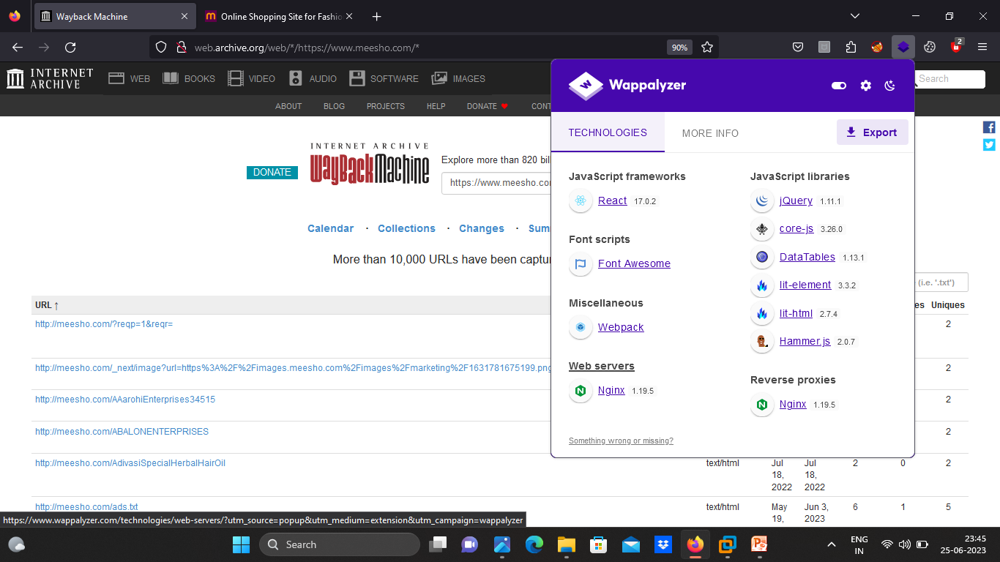 Wayback Machine
Online Shopping Site for Fashio
web.archive.org/web/*/https://www.meesho.com/*
90%
2
INTERNET ARCHIVE
WEB
BOOKS
VIDEO
AUDIO
SOFTWARE
IMAGES
Search
ABOUT
BLOG
PROJECTS
HELP
DONATE
CONT
DONATE
INTERNET ARCHIVE
WayBackMachine
Explore more than 820 bil
https://www.meesho.co
Calendar · Collections · Changes · Sum
More than 10,000 URLs have been captu
(i.e. '.txt')
URL ↑
es
Uniques
http://meesho.com/?reqp=1&reqr=
2
http://meesho.com/_next/image?url=https%3A%2F%2Fimages.meesho.com%2Fimages%2Fmarketing%2F1631781675199.png
2
http://meesho.com/AArohiEnterprises34515
2
http://meesho.com/ABALONENTERPRISES
2
http://meesho.com/AdivasiSpecialHerbalHairOil
text/html
Jul 18, 2022
Jul 18, 2022
2
0
2
http://meesho.com/ads.txt
text/html
May 19,
Jun 3, 2023
6
1
5
Wappalyzer
TECHNOLOGIES
MORE INFO
Export
JavaScript frameworks
React 17.0.2
Font scripts
Font Awesome
Miscellaneous
Webpack
Web servers
Nginx 1.19.5
JavaScript libraries
jQuery 1.11.1
core-js 3.26.0
DataTables 1.13.1
lit-element 3.3.2
lit-html 2.7.4
Hammer.js 2.0.7
Reverse proxies
Nginx 1.19.5
Something wrong or missing?
https://www.wappalyzer.com/technologies/web-servers/?utm_source=popup&utm_medium=extension&utm_campaign=wappalyzer
Search
ENG
IN
23:45
25-06-2023